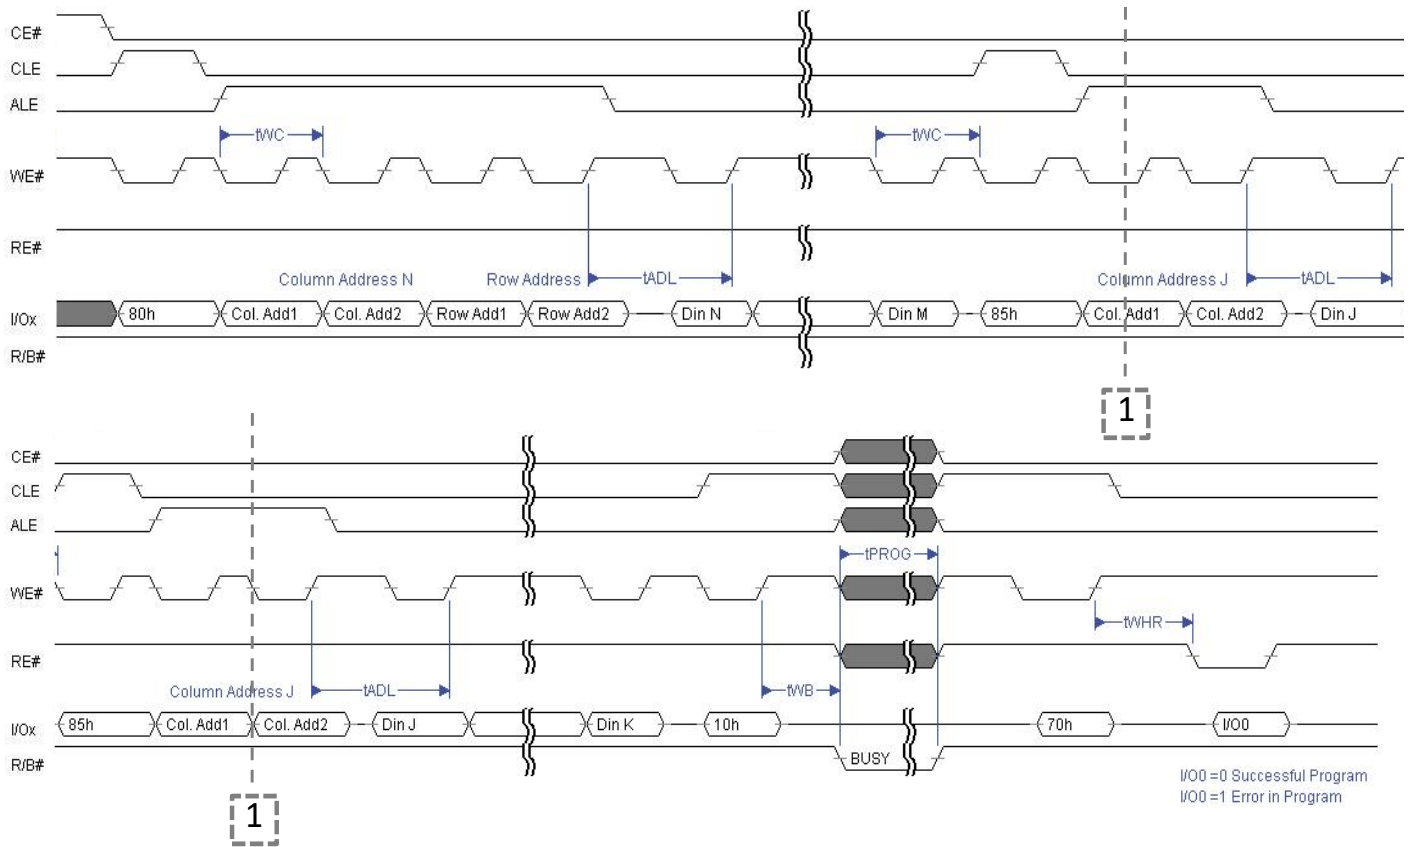 CE#
CLE
ALE
tWC tWC
WE#
RE#
Column Address N Row Address tADL Column Address J tADL
I/Ox 80h Col. Add1 Col. Add2 Row Add1 Row Add2 Din N Din M 85h Col. Add1 Col. Add2 Din J
R/B#
1
CE#
CLE
ALE
tPROG
WE#
tWHR
RE#
Column Address J tADL tWB
I/Ox 85h Col. Add1 Col. Add2 Din J Din K 10h 70h I/O0
R/B# BUSY
I/O0 =0 Successful Program
I/O0 =1 Error in Program
1